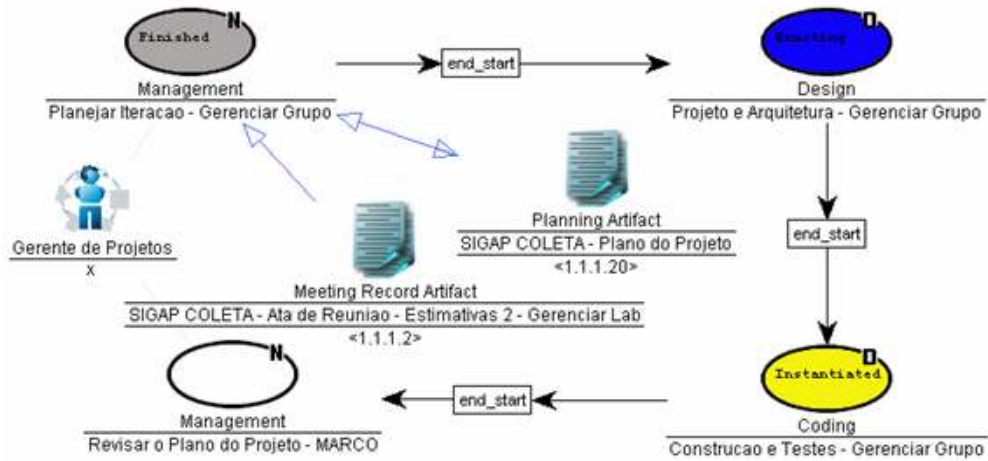 N
Finished
Management
Planejar Iteracao - Gerenciar Grupo
end_start
D
Enacting
Design
Projeto e Arquitetura - Gerenciar Grupo
Gerente de Projetos
x
Planning Artifact
SIGAP COLETA - Plano do Projeto
<1.1.1.20>
end_start
Meeting Record Artifact
SIGAP COLETA - Ata de Reuniao - Estimativas 2 - Gerenciar Lab
<1.1.1.2>
N
Management
Revisar o Plano do Projeto - MARCO
end_start
D
Instantiated
Coding
Construcao e Testes - Gerenciar Grupo